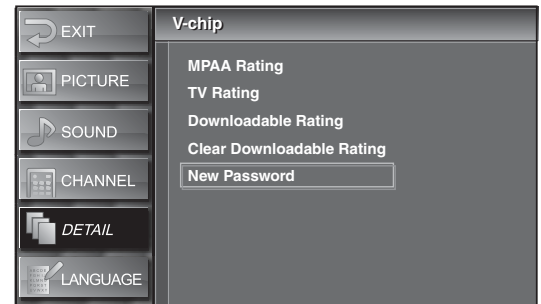 EXIT
PICTURE
SOUND
CHANNEL
DETAIL
LANGUAGE
V-chip
MPAA Rating
TV Rating
Downloadable Rating
Clear Downloadable Rating
New Password